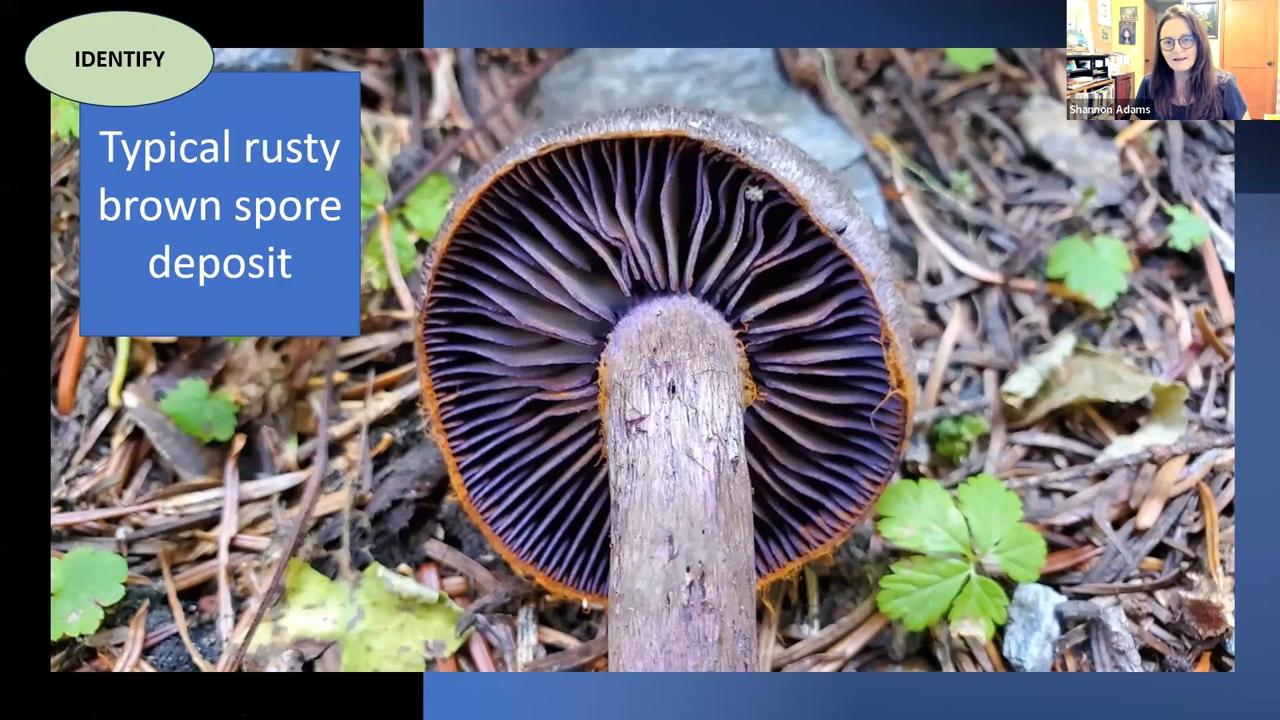 IDENTIFY
Typical rusty
brown spore
deposit
Shannon Adams